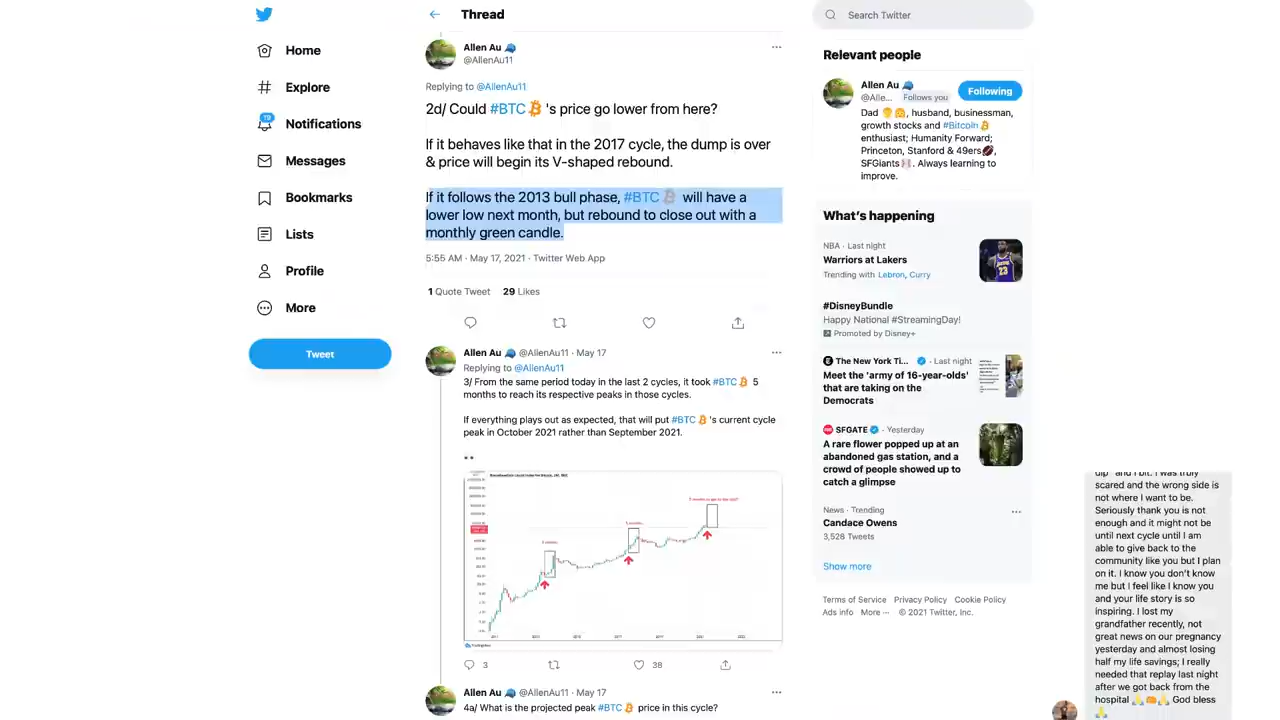 Home
Explore
19
Notifications
Messages
Bookmarks
Lists
Profile
More
Tweet
Thread
Allen Au
@AllenAu11
Replying to @AllenAu11
2d/ Could #BTC 's price go lower from here?
If it behaves like that in the 2017 cycle, the dump is over
& price will begin its V-shaped rebound.
If it follows the 2013 bull phase, #BTC will have a
lower low next month, but rebound to close out with a
monthly green candle.
5:55 AM · May 17, 2021 · Twitter Web App
1 Quote Tweet 29 Likes
Allen Au @AllenAu11 · May 17
Replying to @AllenAu11
3/ From the same period today in the last 2 cycles, it took #BTC 5
months to reach its respective peaks in those cycles.
If everything plays out as expected, that will put #BTC 's current cycle
peak in October 2021 rather than September 2021.
3 38
Allen Au @AllenAu11 · May 17
4a/ What is the projected peak #BTC price in this cycle?
Search Twitter
Relevant people
Allen Au
@Alle... Follows you
Following
Dad, husband, businessman,
growth stocks and #Bitcoin
enthusiast; Humanity Forward;
Princeton, Stanford & 49ers,
SFGiants. Always learning to
improve.
What's happening
NBA · Last night
Warriors at Lakers
Trending with Lebron, Curry
#DisneyBundle
Happy National #StreamingDay!
Promoted by Disney+
The New York Ti... · Last night
Meet the 'army of 16-year-olds'
that are taking on the
Democrats
SFGATE · Yesterday
A rare flower popped up at an
abandoned gas station, and a
crowd of people showed up to
catch a glimpse
News · Trending
Candace Owens
3,528 Tweets
Show more
Terms of Service Privacy Policy Cookie Policy
Ads info More ··· © 2021 Twitter, Inc.
dip" and I bit. I was truly
scared and the wrong side is
not where I want to be.
Seriously thank you is not
enough and it might not be
until next cycle until I am
able to give back to the
community like you but I plan
on it. I know you don't know
me but I feel like I know you
and your life story is so
inspiring. I lost my
grandfather recently, not
great news on our pregnancy
yesterday and almost losing
half my life savings; I really
needed that replay last night
after we got back from the
hospital God bless